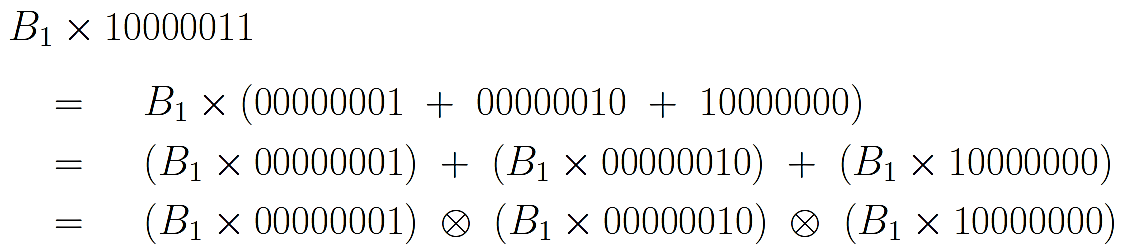 B₁ × 10000011
= B₁ × (00000001 + 00000010 + 10000000)
= (B₁ × 00000001) + (B₁ × 00000010) + (B₁ × 10000000)
= (B₁ × 00000001) ⊗ (B₁ × 00000010) ⊗ (B₁ × 10000000)